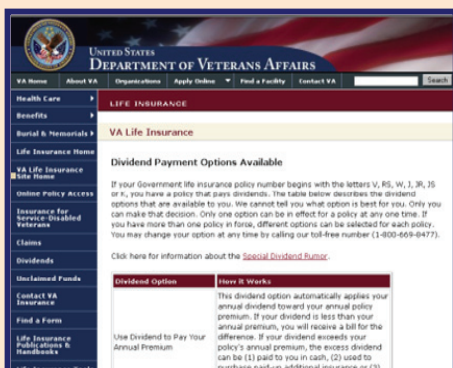 UNITED STATES
DEPARTMENT OF VETERANS AFFAIRS
VA Home About VA Organizations Apply Online Find a Facility Contact VA Search
Health Care
Benefits
Burial & Memorials
Life Insurance Home
VA Life Insurance
Site Home
Online Policy Access
Insurance for
Service-Disabled
Veterans
Claims
Dividends
Unclaimed Funds
Contact VA
Insurance
Find a Form
Life Insurance
Publications &
Handbooks
LIFE INSURANCE
VA Life Insurance
Dividend Payment Options Available
If your Government life insurance policy number begins with the letters V, RS, W, J, JR, JS
or K, you have a policy that pays dividends. The table below describes the dividend
options that are available to you. We cannot tell you what option is best for you. Only you
can make that decision. Only one option can be in effect for a policy at any one time. If
you have more than one policy in force, different options can be selected for each policy.
You may change your option at any time by calling our toll-free number (1-800-669-8477).
Click here for information about the Special Dividend Rumor.
Dividend Option How it Works
Use Dividend to Pay Your
Annual Premium
This dividend option automatically applies your
annual dividend toward your annual policy
premium. If your dividend is less than your
annual premium, you will receive a bill for the
difference. If your dividend exceeds your
policy's annual premium, the excess dividend
can be (1) paid to you in cash, (2) used to
purchase paid-up additional insurance or (3)